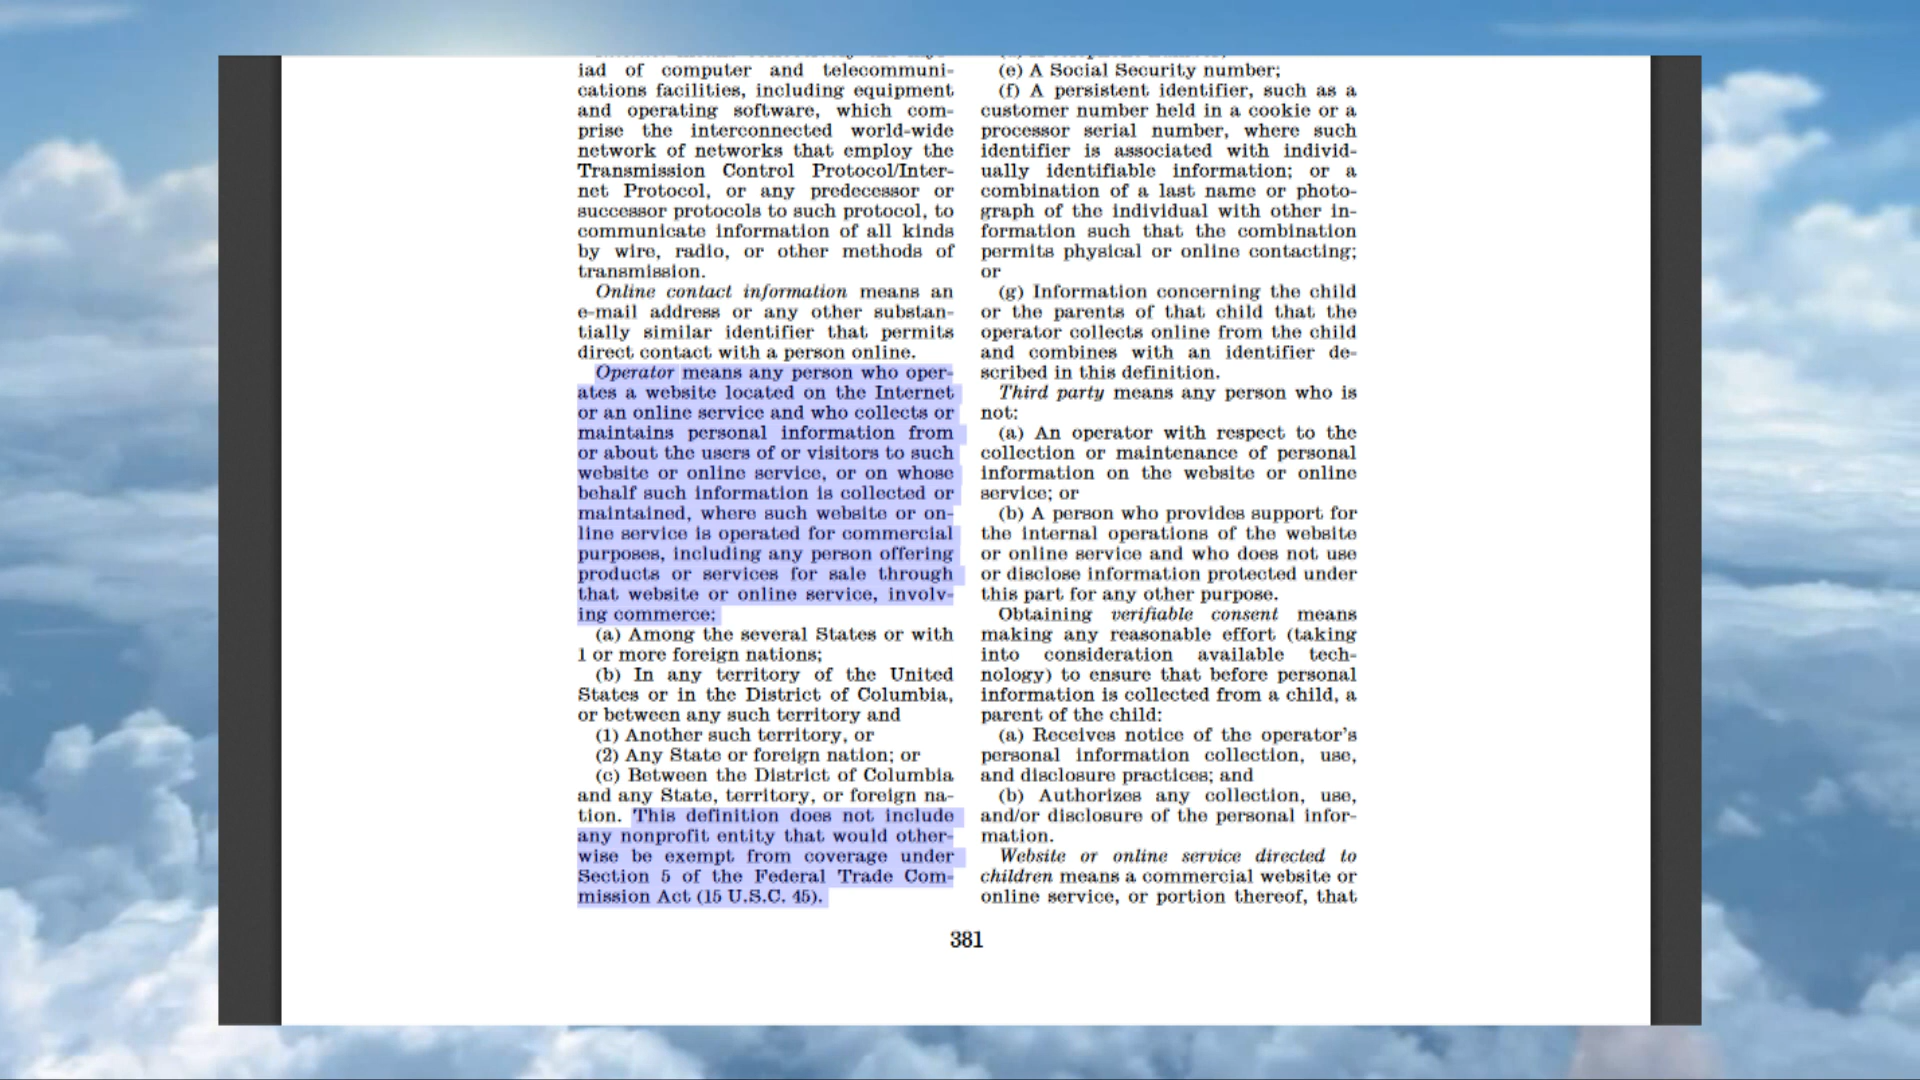 iad of computer and telecommuni-
cations facilities, including equipment
and operating software, which com-
prise the interconnected world-wide
network of networks that employ the
Transmission Control Protocol/Inter-
net Protocol, or any predecessor or
successor protocols to such protocol, to
communicate information of all kinds
by wire, radio, or other methods of
transmission.
Online contact information means an
e-mail address or any other substan-
tially similar identifier that permits
direct contact with a person online.
Operator means any person who oper-
ates a website located on the Internet
or an online service and who collects or
maintains personal information from
or about the users of or visitors to such
website or online service, or on whose
behalf such information is collected or
maintained, where such website or on-
line service is operated for commercial
purposes, including any person offering
products or services for sale through
that website or online service, involv-
ing commerce:
(a) Among the several States or with
1 or more foreign nations;
(b) In any territory of the United
States or in the District of Columbia,
or between any such territory and
(1) Another such territory, or
(2) Any State or foreign nation; or
(c) Between the District of Columbia
and any State, territory, or foreign na-
tion. This definition does not include
any nonprofit entity that would other-
wise be exempt from coverage under
Section 5 of the Federal Trade Com-
mission Act (15 U.S.C. 45).
(e) A Social Security number;
(f) A persistent identifier, such as a
customer number held in a cookie or a
processor serial number, where such
identifier is associated with individ-
ually identifiable information; or a
combination of a last name or photo-
graph of the individual with other in-
formation such that the combination
permits physical or online contacting;
or
(g) Information concerning the child
or the parents of that child that the
operator collects online from the child
and combines with an identifier de-
scribed in this definition.
Third party means any person who is
not:
(a) An operator with respect to the
collection or maintenance of personal
information on the website or online
service; or
(b) A person who provides support for
the internal operations of the website
or online service and who does not use
or disclose information protected under
this part for any other purpose.
Obtaining verifiable consent means
making any reasonable effort (taking
into consideration available tech-
nology) to ensure that before personal
information is collected from a child, a
parent of the child:
(a) Receives notice of the operator's
personal information collection, use,
and disclosure practices; and
(b) Authorizes any collection, use,
and/or disclosure of the personal infor-
mation.
Website or online service directed to
children means a commercial website or
online service, or portion thereof, that
381